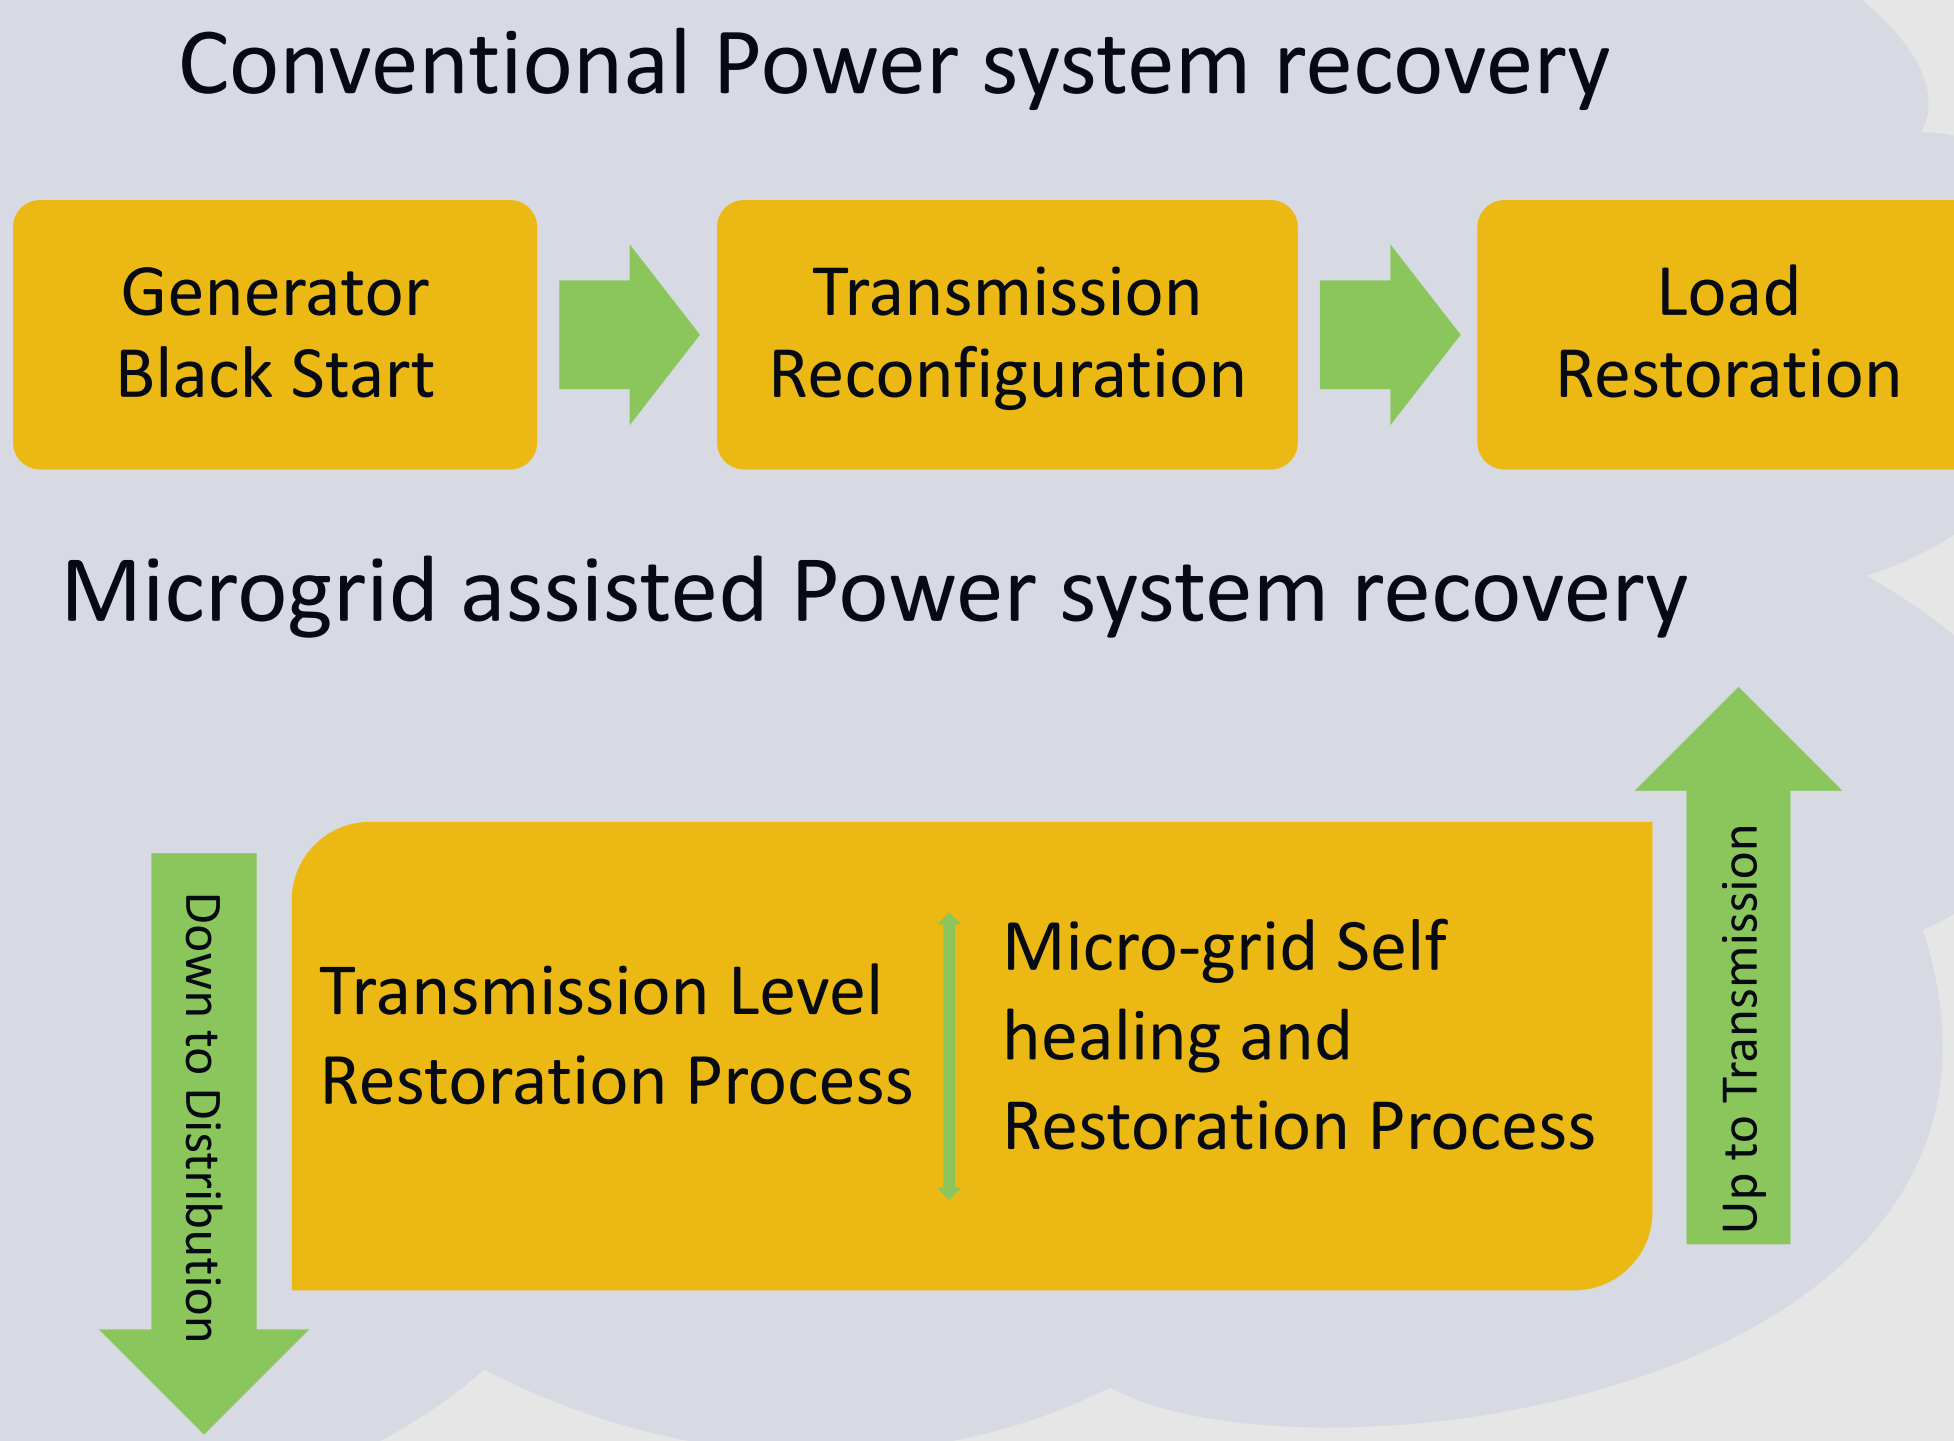 Conventional Power system recovery
Generator
Black Start
Transmission
Reconfiguration
Load
Restoration
Microgrid assisted Power system recovery
Down to Distribution
Transmission Level
Restoration Process
Micro-grid Self
healing and
Restoration Process
Up to Transmission